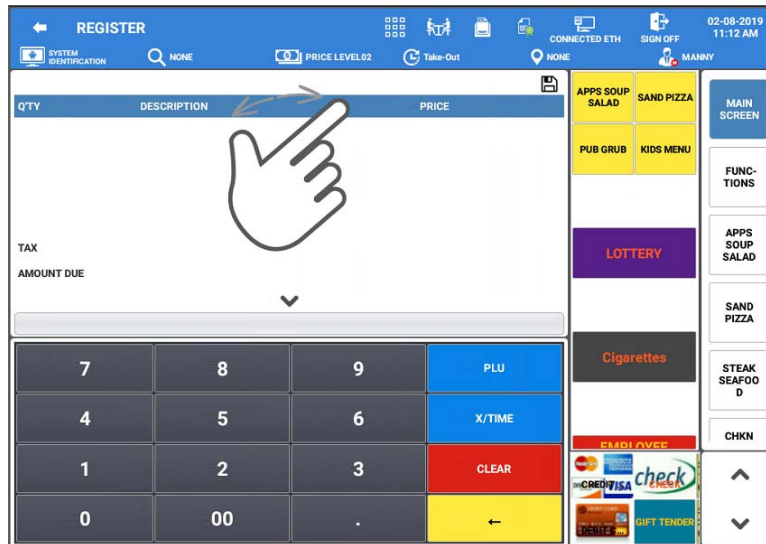 REGISTER
CONNECTED ETH
SIGN OFF
02-08-2019
11:12 AM
SYSTEM
IDENTIFICATION
NONE
PRICE LEVEL02
Take-Out
NONE
MANNY
Q'TY DESCRIPTION PRICE
TAX
AMOUNT DUE
7 8 9 PLU
4 5 6 X/TIME
1 2 3 CLEAR
0 00 . ←
APPS SOUP
SALAD
SAND PIZZA
PUB GRUB
KIDS MENU
LOTTERY
Cigarettes
EMPLOYEE
CREDIT
VISA
check
CHECK
GIFT TENDER
MAIN
SCREEN
FUNC-
TIONS
APPS
SOUP
SALAD
SAND
PIZZA
STEAK
SEAFOO
D
CHKN